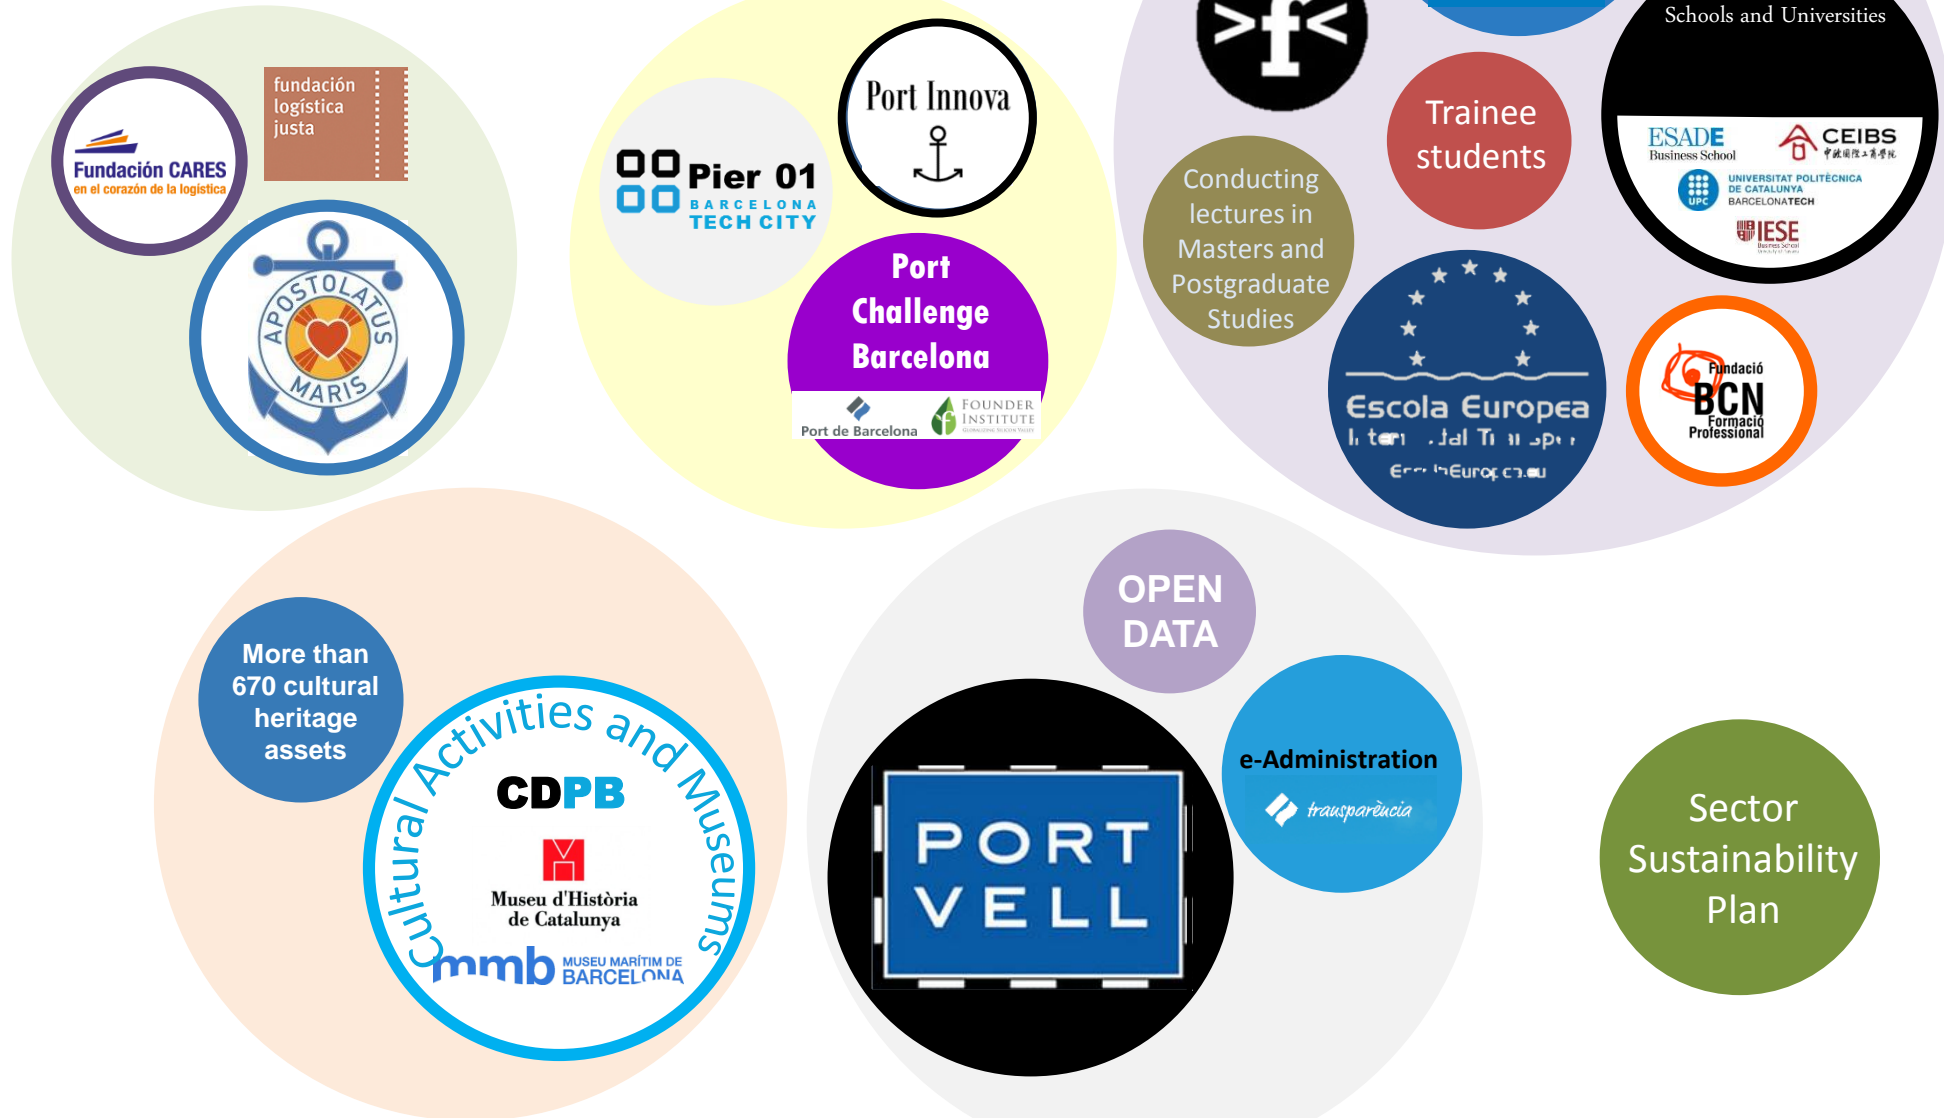 Fundación CARES
en el corazón de la logística
fundación
logística
justa
APOSTOLATUS
MARIS
Pier 01
BARCELONA
TECH CITY
Port Innova
Port
Challenge
Barcelona
Port de Barcelona
FOUNDER
INSTITUTE
>f<
Schools and Universities
Trainee
students
ESADE
Business School
CEIBS
UNIVERSITAT POLITÈCNICA
DE CATALUNYA
BARCELONATECH
UPC
IESE
Business School
Conducting
lectures in
Masters and
Postgraduate
Studies
Escola Europea
Fundació
BCN
Formació
Professional
More than
670 cultural
heritage
assets
Cultural Activities and Museums
CDPB
Museu d'Història
de Catalunya
mmb MUSEU MARÍTIM DE
BARCELONA
OPEN
DATA
e-Administration
transparència
PORT
VELL
Sector
Sustainability
Plan